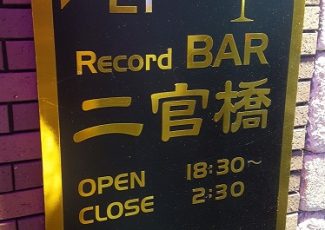 Record BAR
二官橋
OPEN 18:30～
CLOSE 2:30